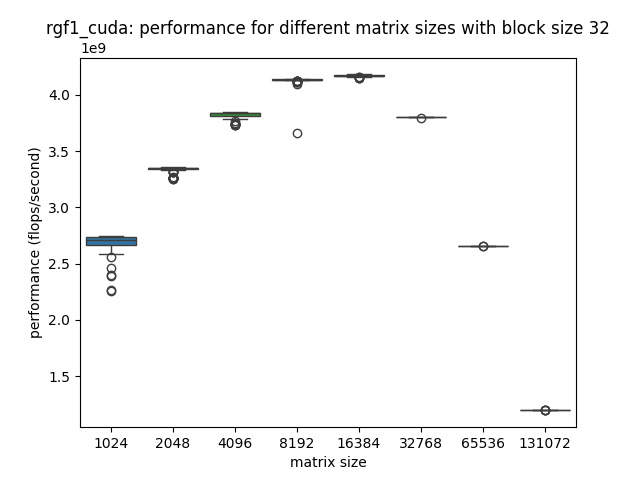 rgf1_cuda: performance for different matrix sizes with block size 32
1e9
4.0
3.5
3.0
2.5
2.0
1.5
performance (flops/second)
1024 2048 4096 8192 16384 32768 65536 131072
matrix size